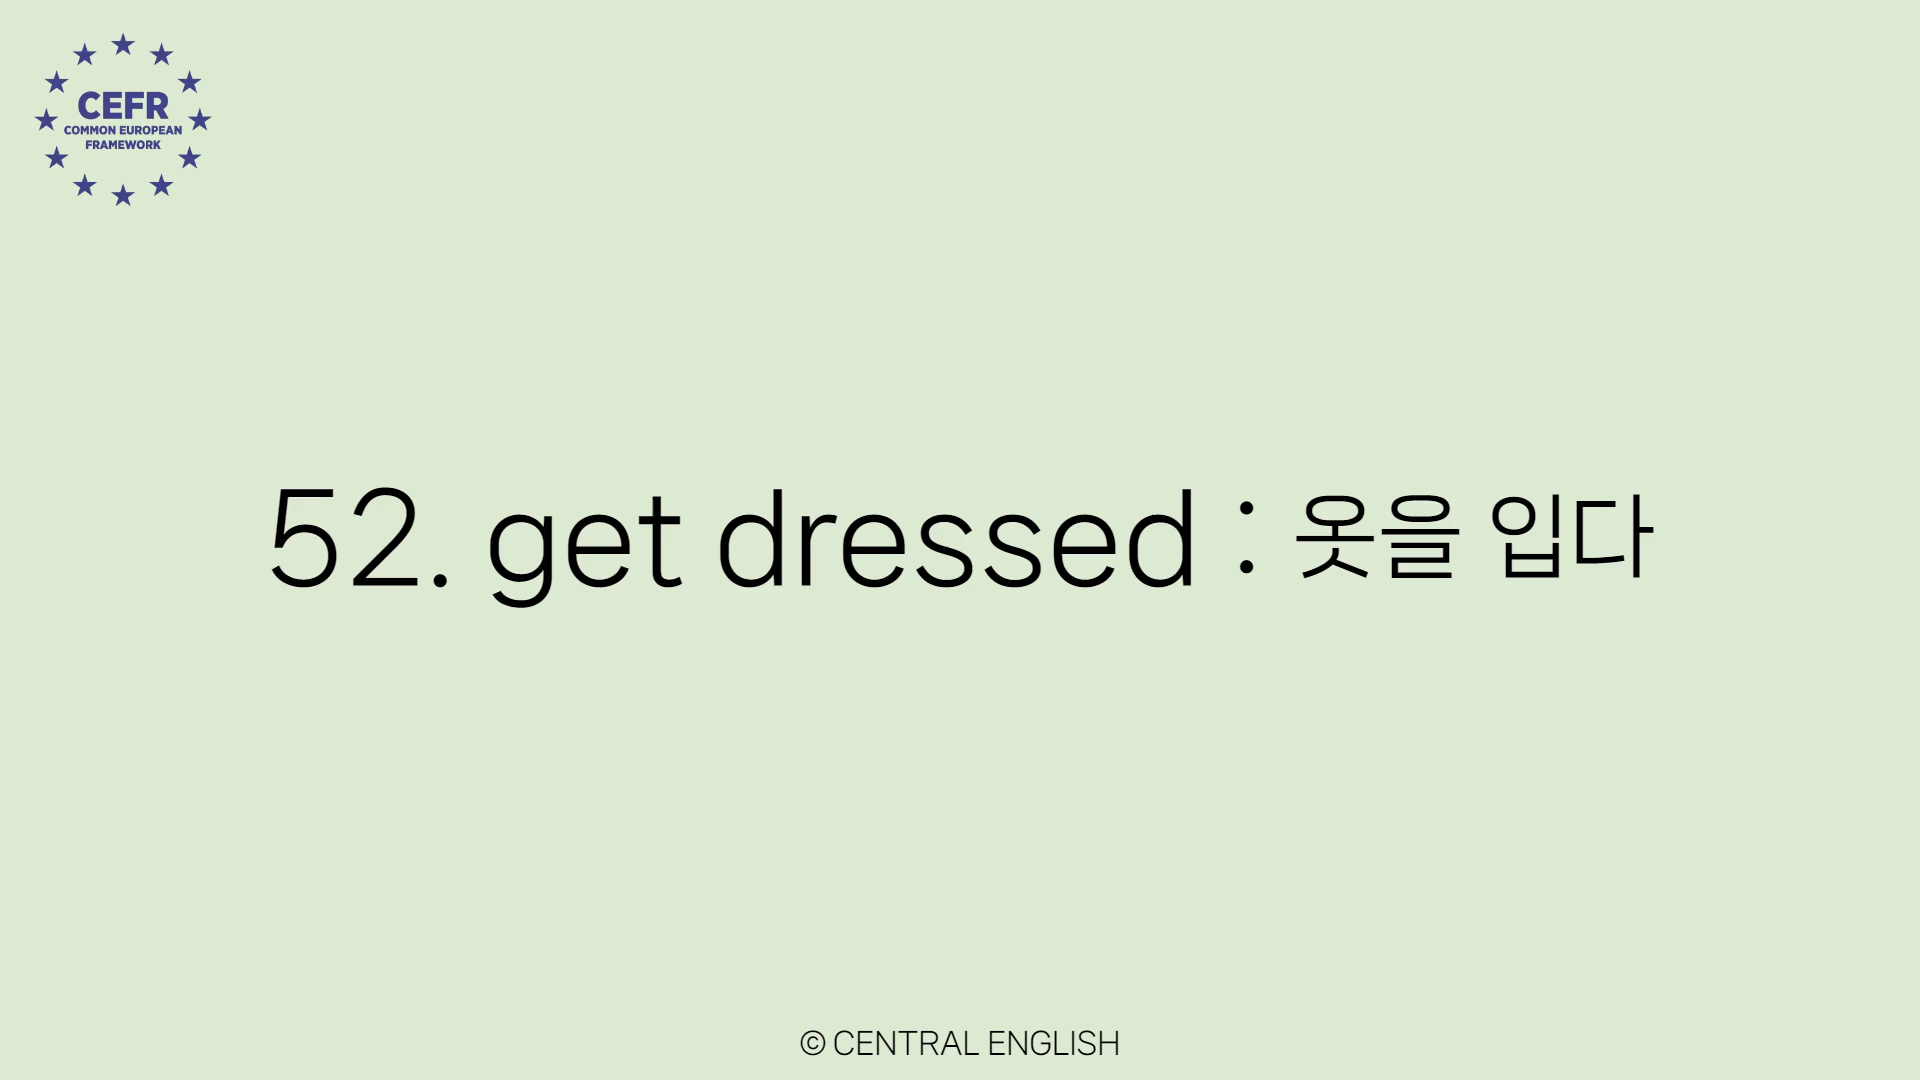 CEFR
COMMON EUROPEAN
FRAMEWORK
52. get dressed : 옷을 입다
© CENTRAL ENGLISH